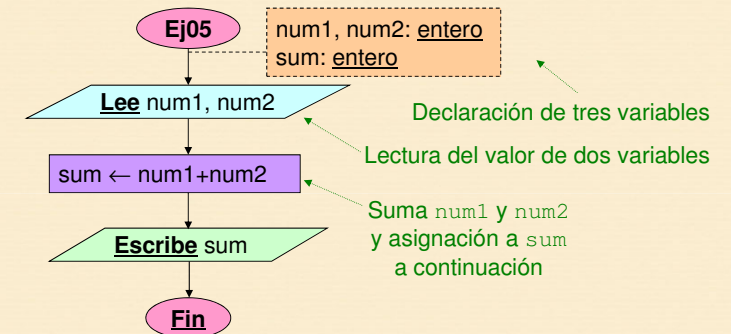 Ej05
num1, num2: entero
sum: entero
Lee num1, num2
Declaración de tres variables
Lectura del valor de dos variables
sum ← num1+num2
Suma num1 y num2
y asignación a sum
a continuación
Escribe sum
Fin